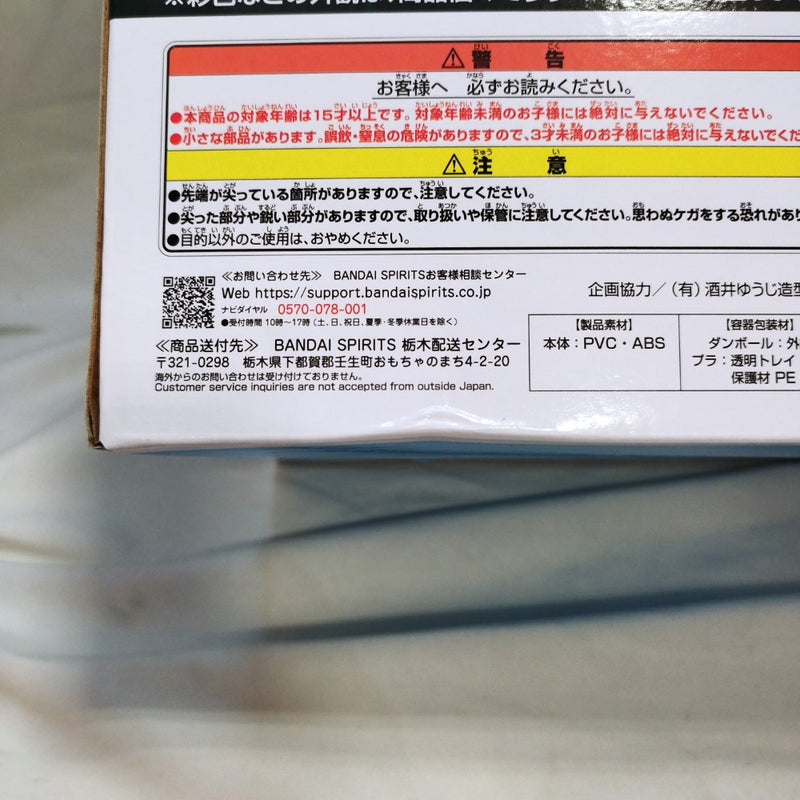 ⚠警告
お客様へ 必ずお読みください。
●本商品の対象年齢は15才以上です。対象年齢未満のお子様には絶対に与えないでください。
●小さな部品があります。誤飲・窒息の危険がありますので、3才未満のお子様には絶対に与えないでくだ
⚠注意
●先端が尖っている箇所がありますので、注意してください。
●尖った部分や鋭い部分がありますので、取り扱いや保管に注意してください。思わぬケガをする恐れがあり
●目的以外のご使用は、おやめください。
≪お問い合わせ先≫ BANDAI SPIRITSお客様相談センター
Web https://support.bandaispirits.co.jp
ナビダイヤル 0570-078-001
●受付時間 10時〜17時(土、日、祝日、夏季・冬季休業日を除く)
≪商品送付先≫ BANDAI SPIRITS 栃木配送センター
〒321-0298 栃木県下都賀郡壬生町おもちゃのまち4-2-20
海外からのお問い合わせは受け付けておりません。
Customer service inquiries are not accepted from outside Japan.
企画協力/(有)酒井ゆうじ造型
【製品素材】
本体:PVC・ABS
【容器包装材】
ダンボール:外
プラ:透明トレイ
保護材 PE